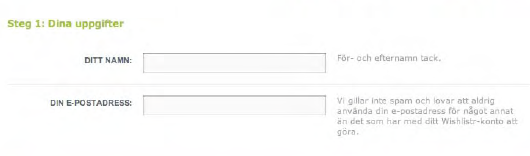 Steg 1: Dina uppgifter
DITT NAMN:
För- och efternamn tack.
DIN E-POSTADRESS:
Vi gillar inte spam och lovar att aldrig
använda din e-postadress för något annat
än det som har med ditt Wishlistr-konto att
göra.